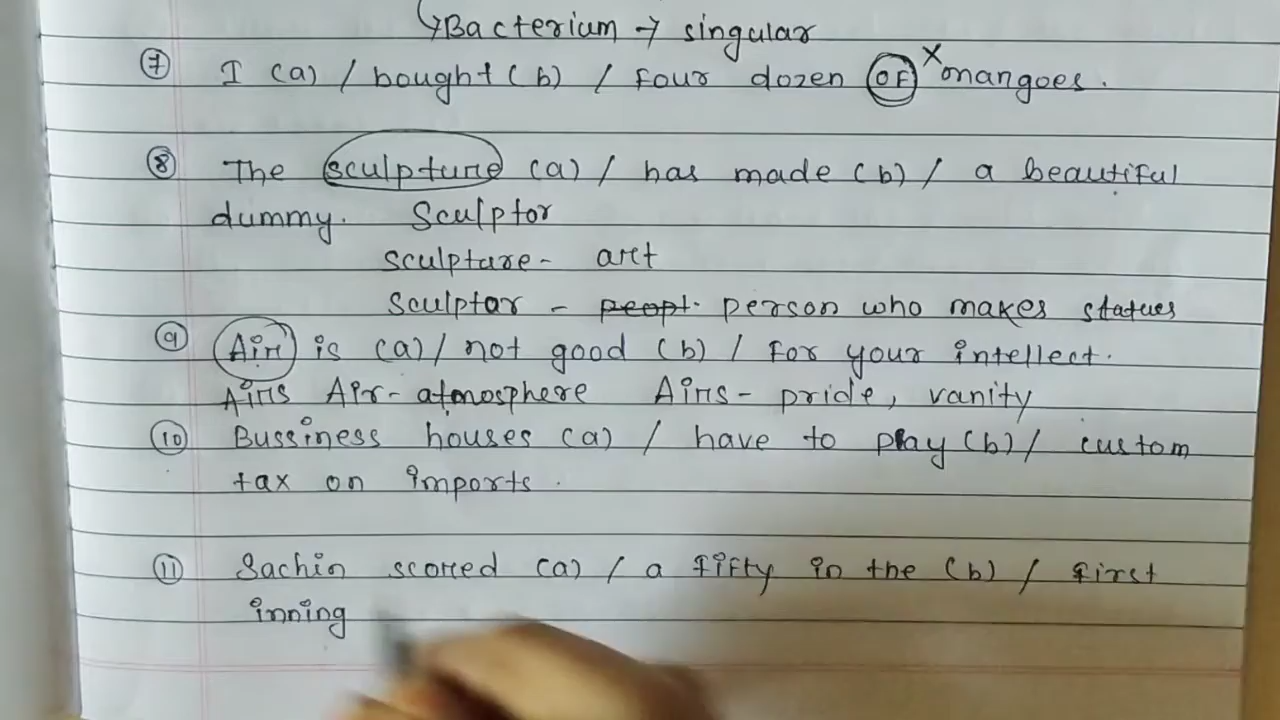 ↳Bacterium → singular
⑦ I (a) / bought (b) / four dozen of x mangoes.
⑧ The sculpture (a) / has made (b) / a beautiful
dummy. Sculptor
sculpture - art
sculptor - peopl. person who makes statues
⑨ Air is (a) / not good (b) / for your intellect.
Airs Air - atmosphere Airs - pride, vanity
⑩ Bussiness houses (a) / have to play (b) / custom
tax on imports.
⑪ Sachin scored (a) / a fifty in the (b) / first
inning